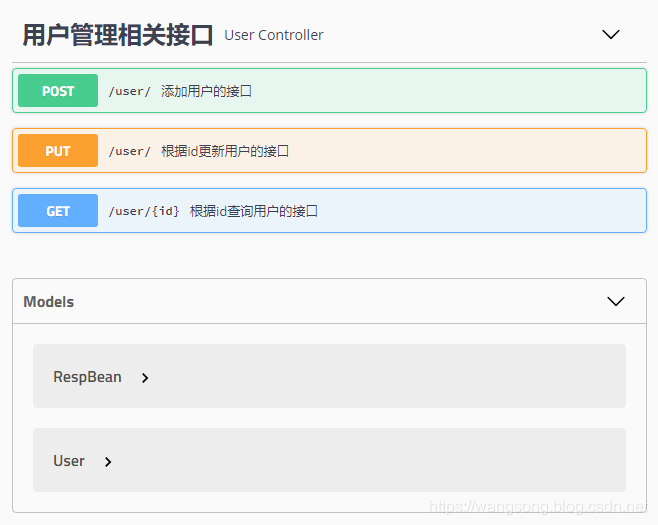 用户管理相关接口 User Controller
POST /user/ 添加用户的接口
PUT /user/ 根据id更新用户的接口
GET /user/{id} 根据id查询用户的接口
Models
RespBean
User
https://wangsong.blog.csdn.net